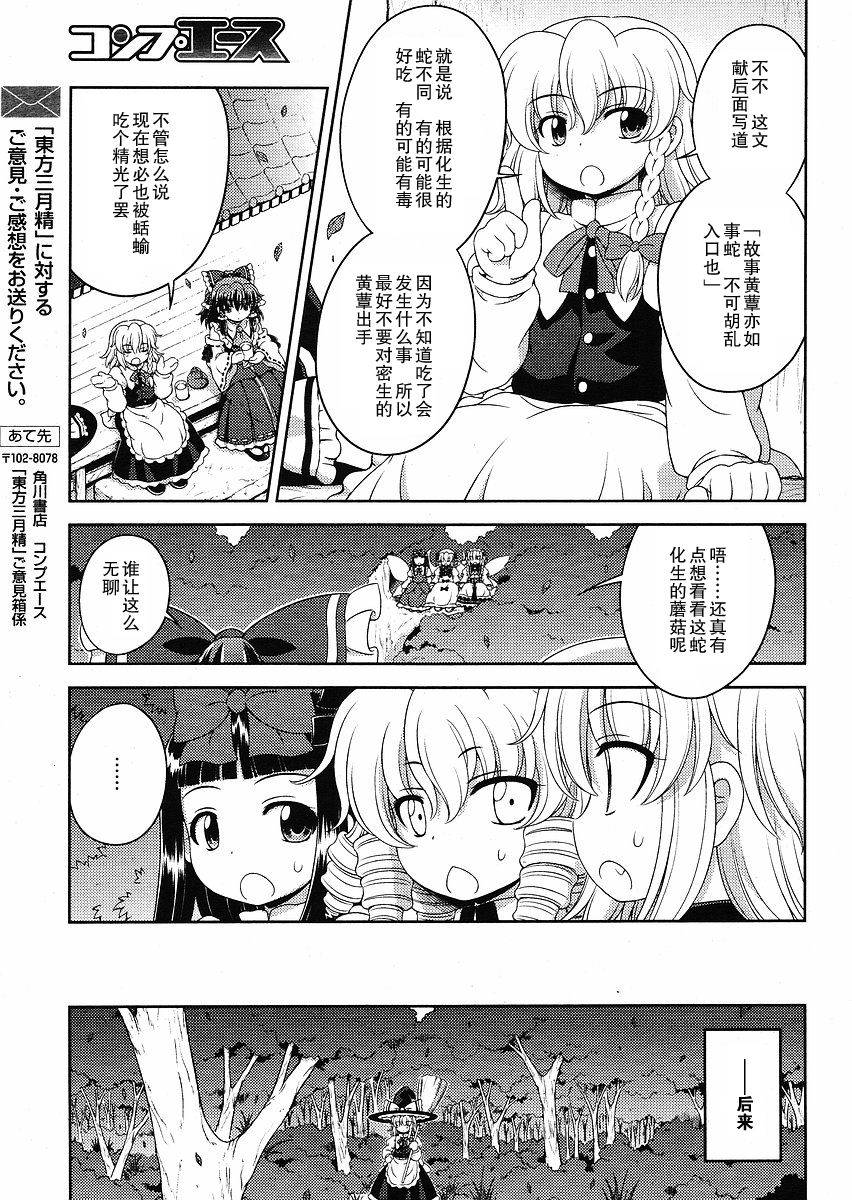 コンプエース
不不 这文
献后面写道
「故事黄蕈亦如
事蛇 不可胡乱
入口也」
就是说 根据化生的
蛇不同 有的可能很
好吃 有的可能有毒
因为不知道吃了会
发生什么事 所以
最好不要对密生的
黄蕈出手
不管怎么说
现在想必也被蛞蝓
吃个精光了罢
唔……还真有
点想看看这蛇
化生的蘑菇呢
谁让这么
无聊
……
——后来
「東方三月精」に対する
ご意見・ご感想をお送りください。
あて先
〒102-8078
角川書店 コンプエース
「東方三月精」ご意見箱係